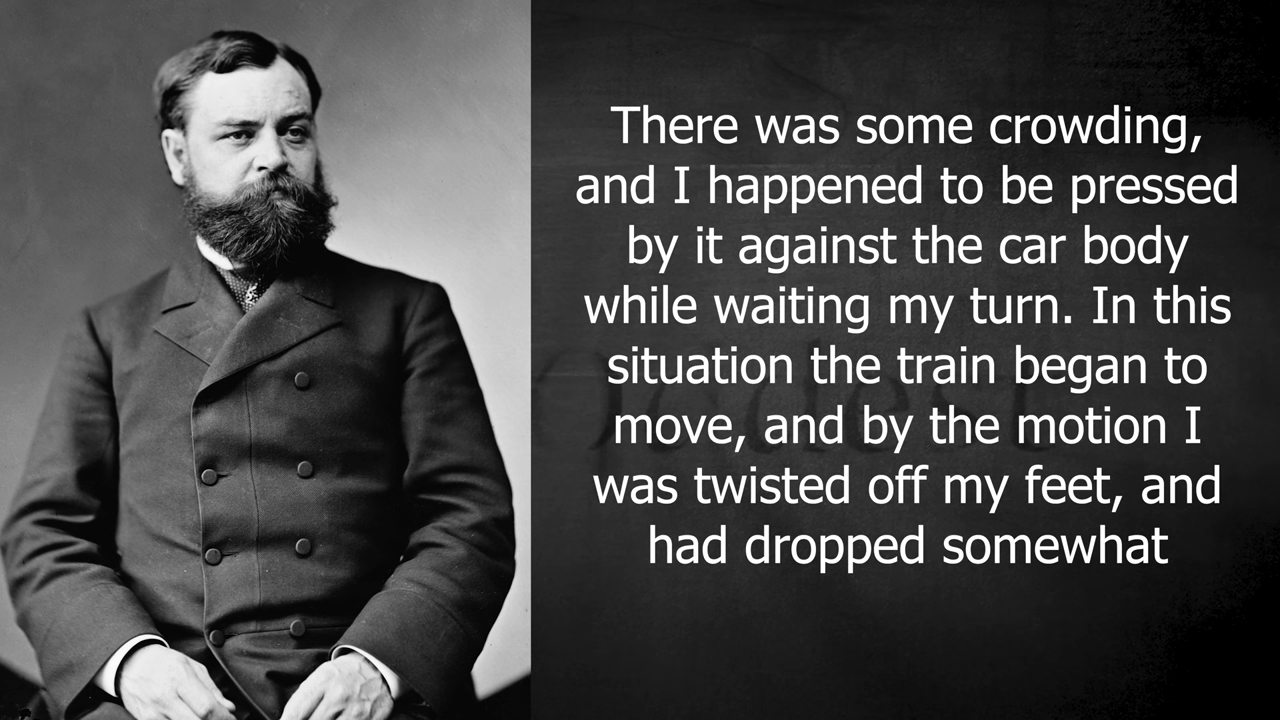 There was some crowding,
and I happened to be pressed
by it against the car body
while waiting my turn. In this
situation the train began to
move, and by the motion I
was twisted off my feet, and
had dropped somewhat